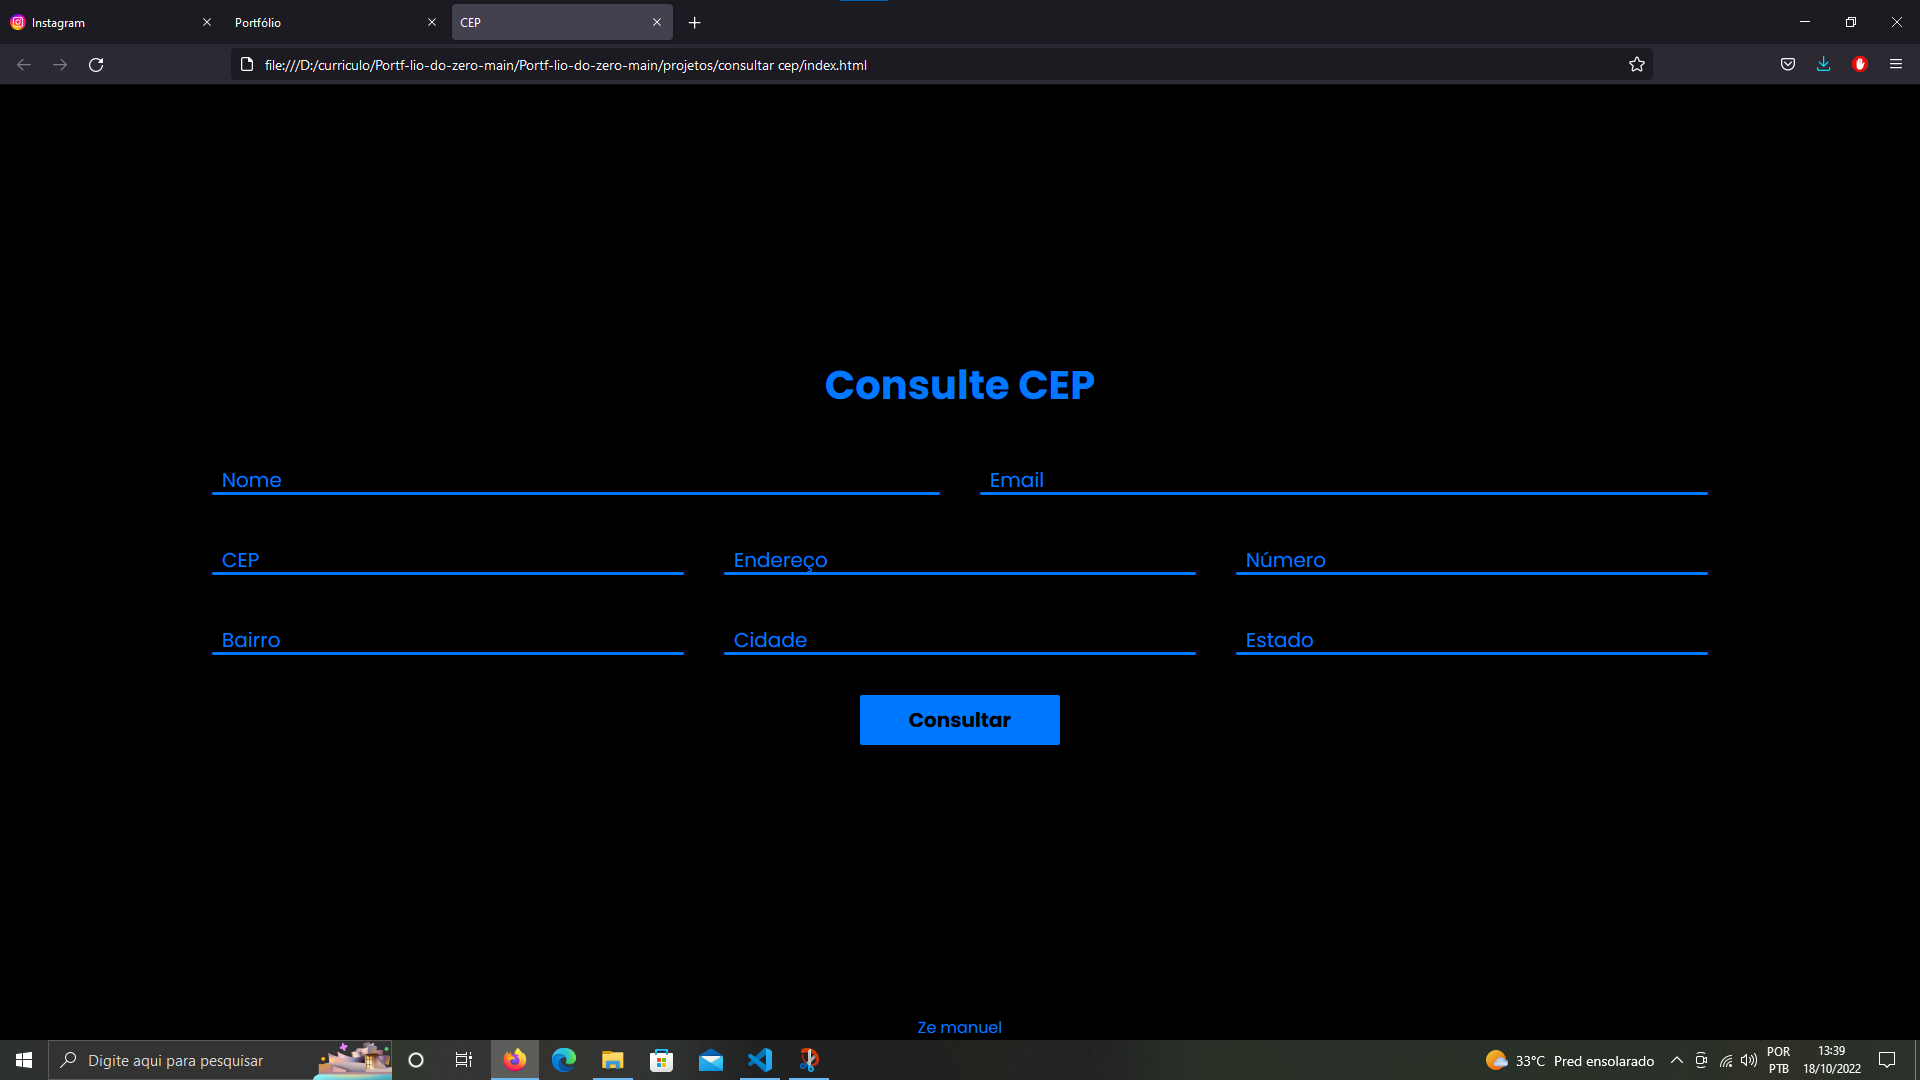 Instagram
Portfólio
CEP
file:///D:/curriculo/Portf-lio-do-zero-main/Portf-lio-do-zero-main/projetos/consultar cep/index.html
Consulte CEP
Nome
Email
CEP
Endereço
Número
Bairro
Cidade
Estado
Consultar
Ze manuel
Digite aqui para pesquisar
33°C Pred ensolarado
POR
PTB
13:39
18/10/2022